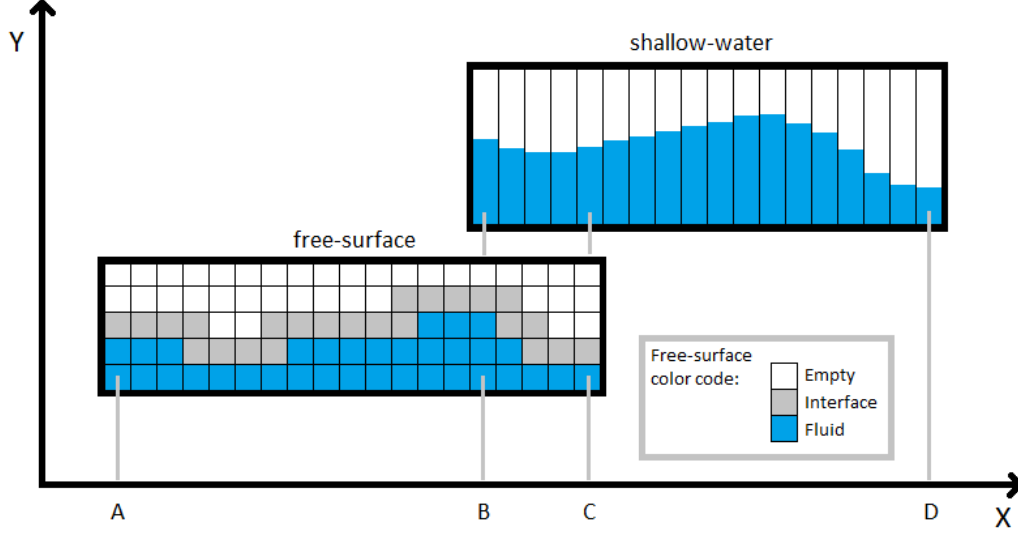 Y
shallow-water
free-surface
Free-surface
color code:
Empty
Interface
Fluid
A
B
C
D
X